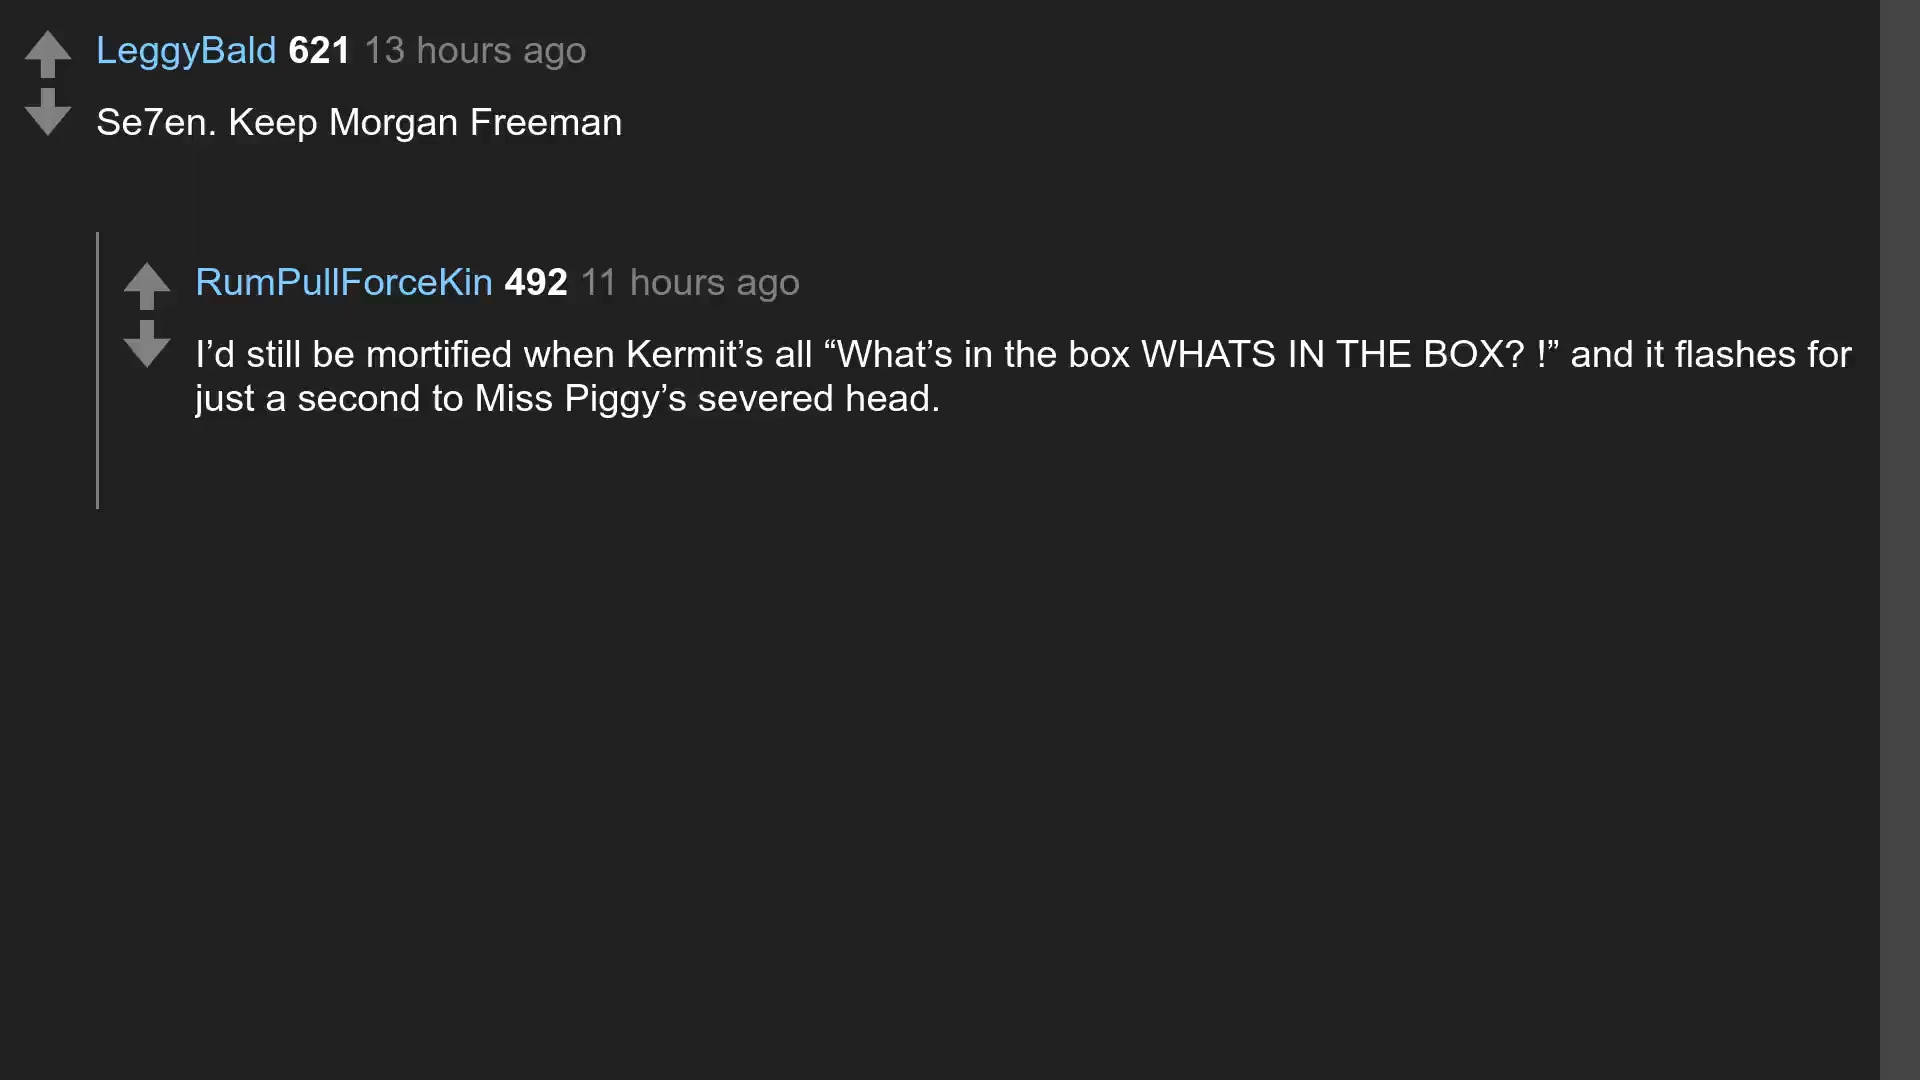 LeggyBald 621 13 hours ago
Se7en. Keep Morgan Freeman
RumPullForceKin 492 11 hours ago
I’d still be mortified when Kermit’s all “What’s in the box WHATS IN THE BOX? !” and it flashes for
just a second to Miss Piggy’s severed head.